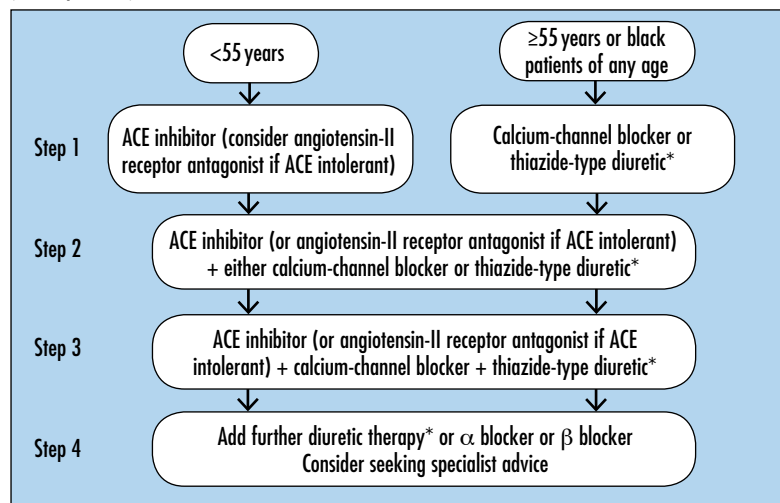 <55 years
≥55 years or black
patients of any age
Step 1
ACE inhibitor (consider angiotensin-II
receptor antagonist if ACE intolerant)
Calcium-channel blocker or
thiazide-type diuretic*
Step 2
ACE inhibitor (or angiotensin-II receptor antagonist if ACE intolerant)
+ either calcium-channel blocker or thiazide-type diuretic*
Step 3
ACE inhibitor (or angiotensin-II receptor antagonist if ACE
intolerant) + calcium-channel blocker + thiazide-type diuretic*
Step 4
Add further diuretic therapy* or α blocker or β blocker
Consider seeking specialist advice